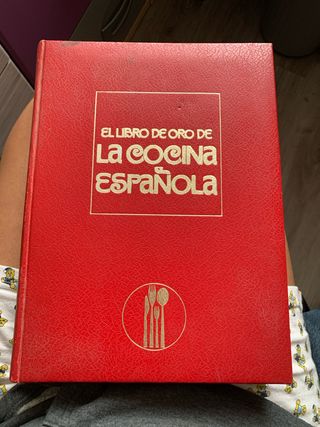 EL LIBRO DE ORO DE
LA COCINA
ESPAÑOLA